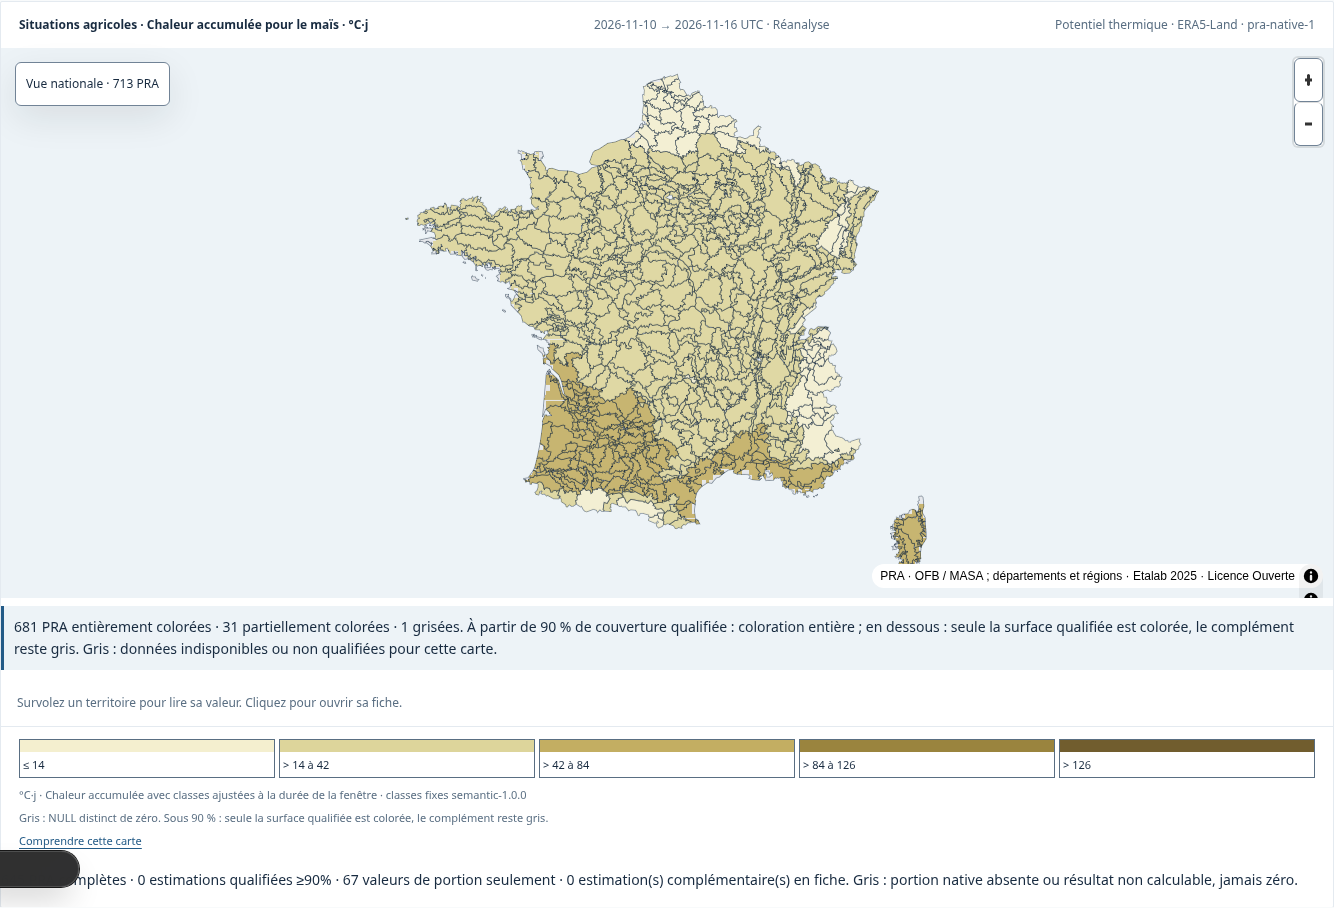 Situations agricoles · Chaleur accumulée pour le maïs · °C·j
2026-11-10 → 2026-11-16 UTC · Réanalyse
Potentiel thermique · ERA5-Land · pra-native-1
Vue nationale · 713 PRA
+
-
PRA · OFB / MASA ; départements et régions · Etalab 2025 · Licence Ouverte
681 PRA entièrement colorées · 31 partiellement colorées · 1 grisées. À partir de 90 % de couverture qualifiée : coloration entière ; en dessous : seule la surface qualifiée est colorée, le complément
reste gris. Gris : données indisponibles ou non qualifiées pour cette carte.
Survolez un territoire pour lire sa valeur. Cliquez pour ouvrir sa fiche.
≤ 14
> 14 à 42
> 42 à 84
> 84 à 126
> 126
°C·j · Chaleur accumulée avec classes ajustées à la durée de la fenêtre · classes fixes semantic-1.0.0
Gris : NULL distinct de zéro. Sous 90 % : seule la surface qualifiée est colorée, le complément reste gris.
Comprendre cette carte
mplètes · 0 estimations qualifiées ≥90% · 67 valeurs de portion seulement · 0 estimation(s) complémentaire(s) en fiche. Gris : portion native absente ou résultat non calculable, jamais zéro.